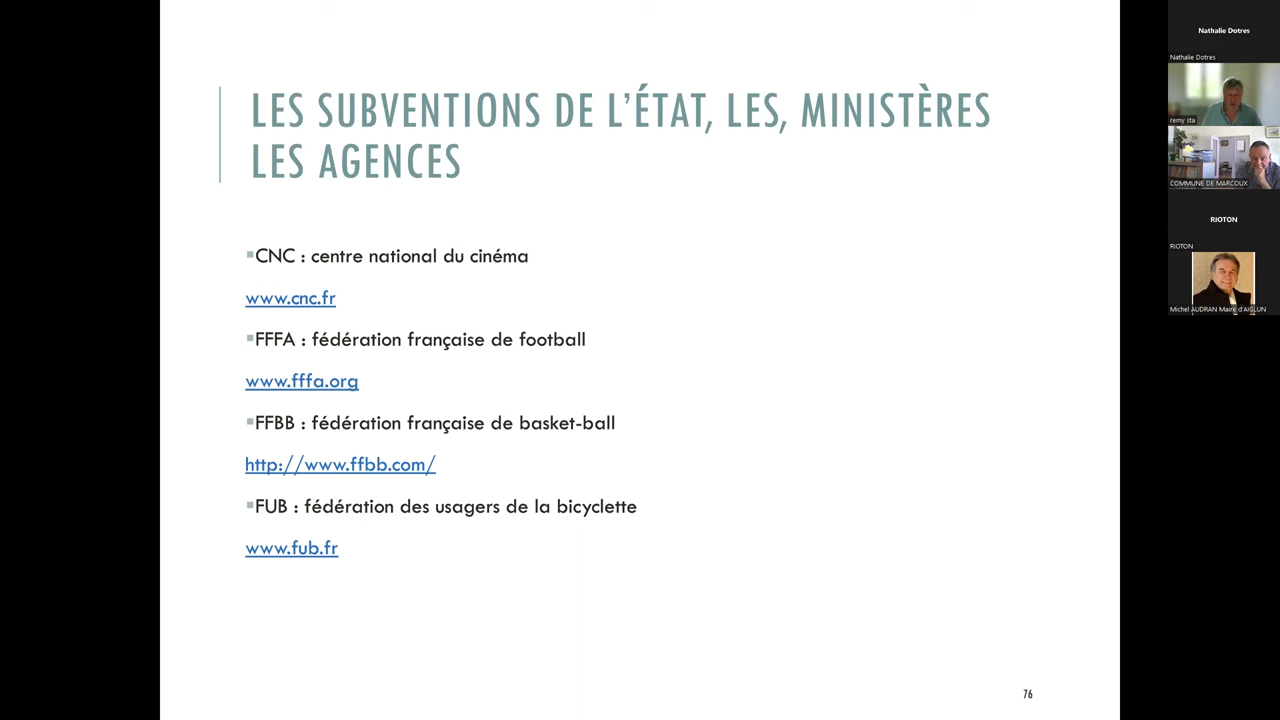 LES SUBVENTIONS DE L'ÉTAT, LES, MINISTÈRES
LES AGENCES
CNC : centre national du cinéma
www.cnc.fr
FFFA : fédération française de football
www.fffa.org
FFBB : fédération française de basket-ball
http://www.ffbb.com/
FUB : fédération des usagers de la bicyclette
www.fub.fr
76
Nathalie Dotres
Nathalie Dotres
remy sta
COMMUNE DE MARCOUX
RIOTON
RIOTON
Michel AUDRAN Maire d'AIGLUN